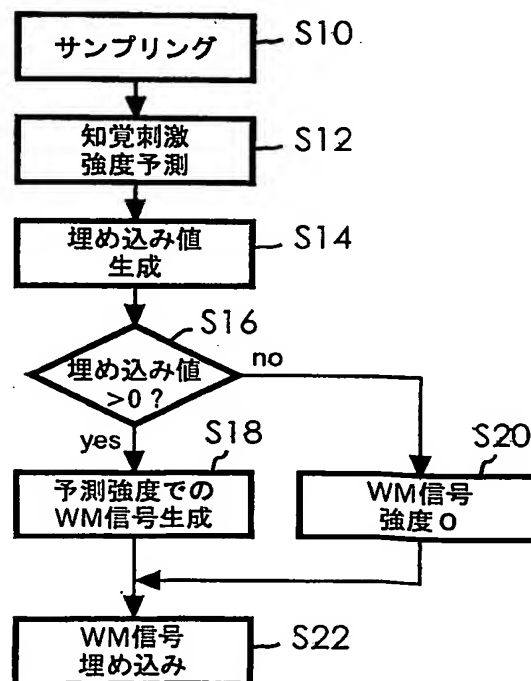 サンプリング
S10
知覚刺激
強度予測
S12
埋め込み値
生成
S14
S16
埋め込み値
>0?
no
yes
S18
予測強度での
WM信号生成
S20
WM信号
強度0
WM信号
埋め込み
S22